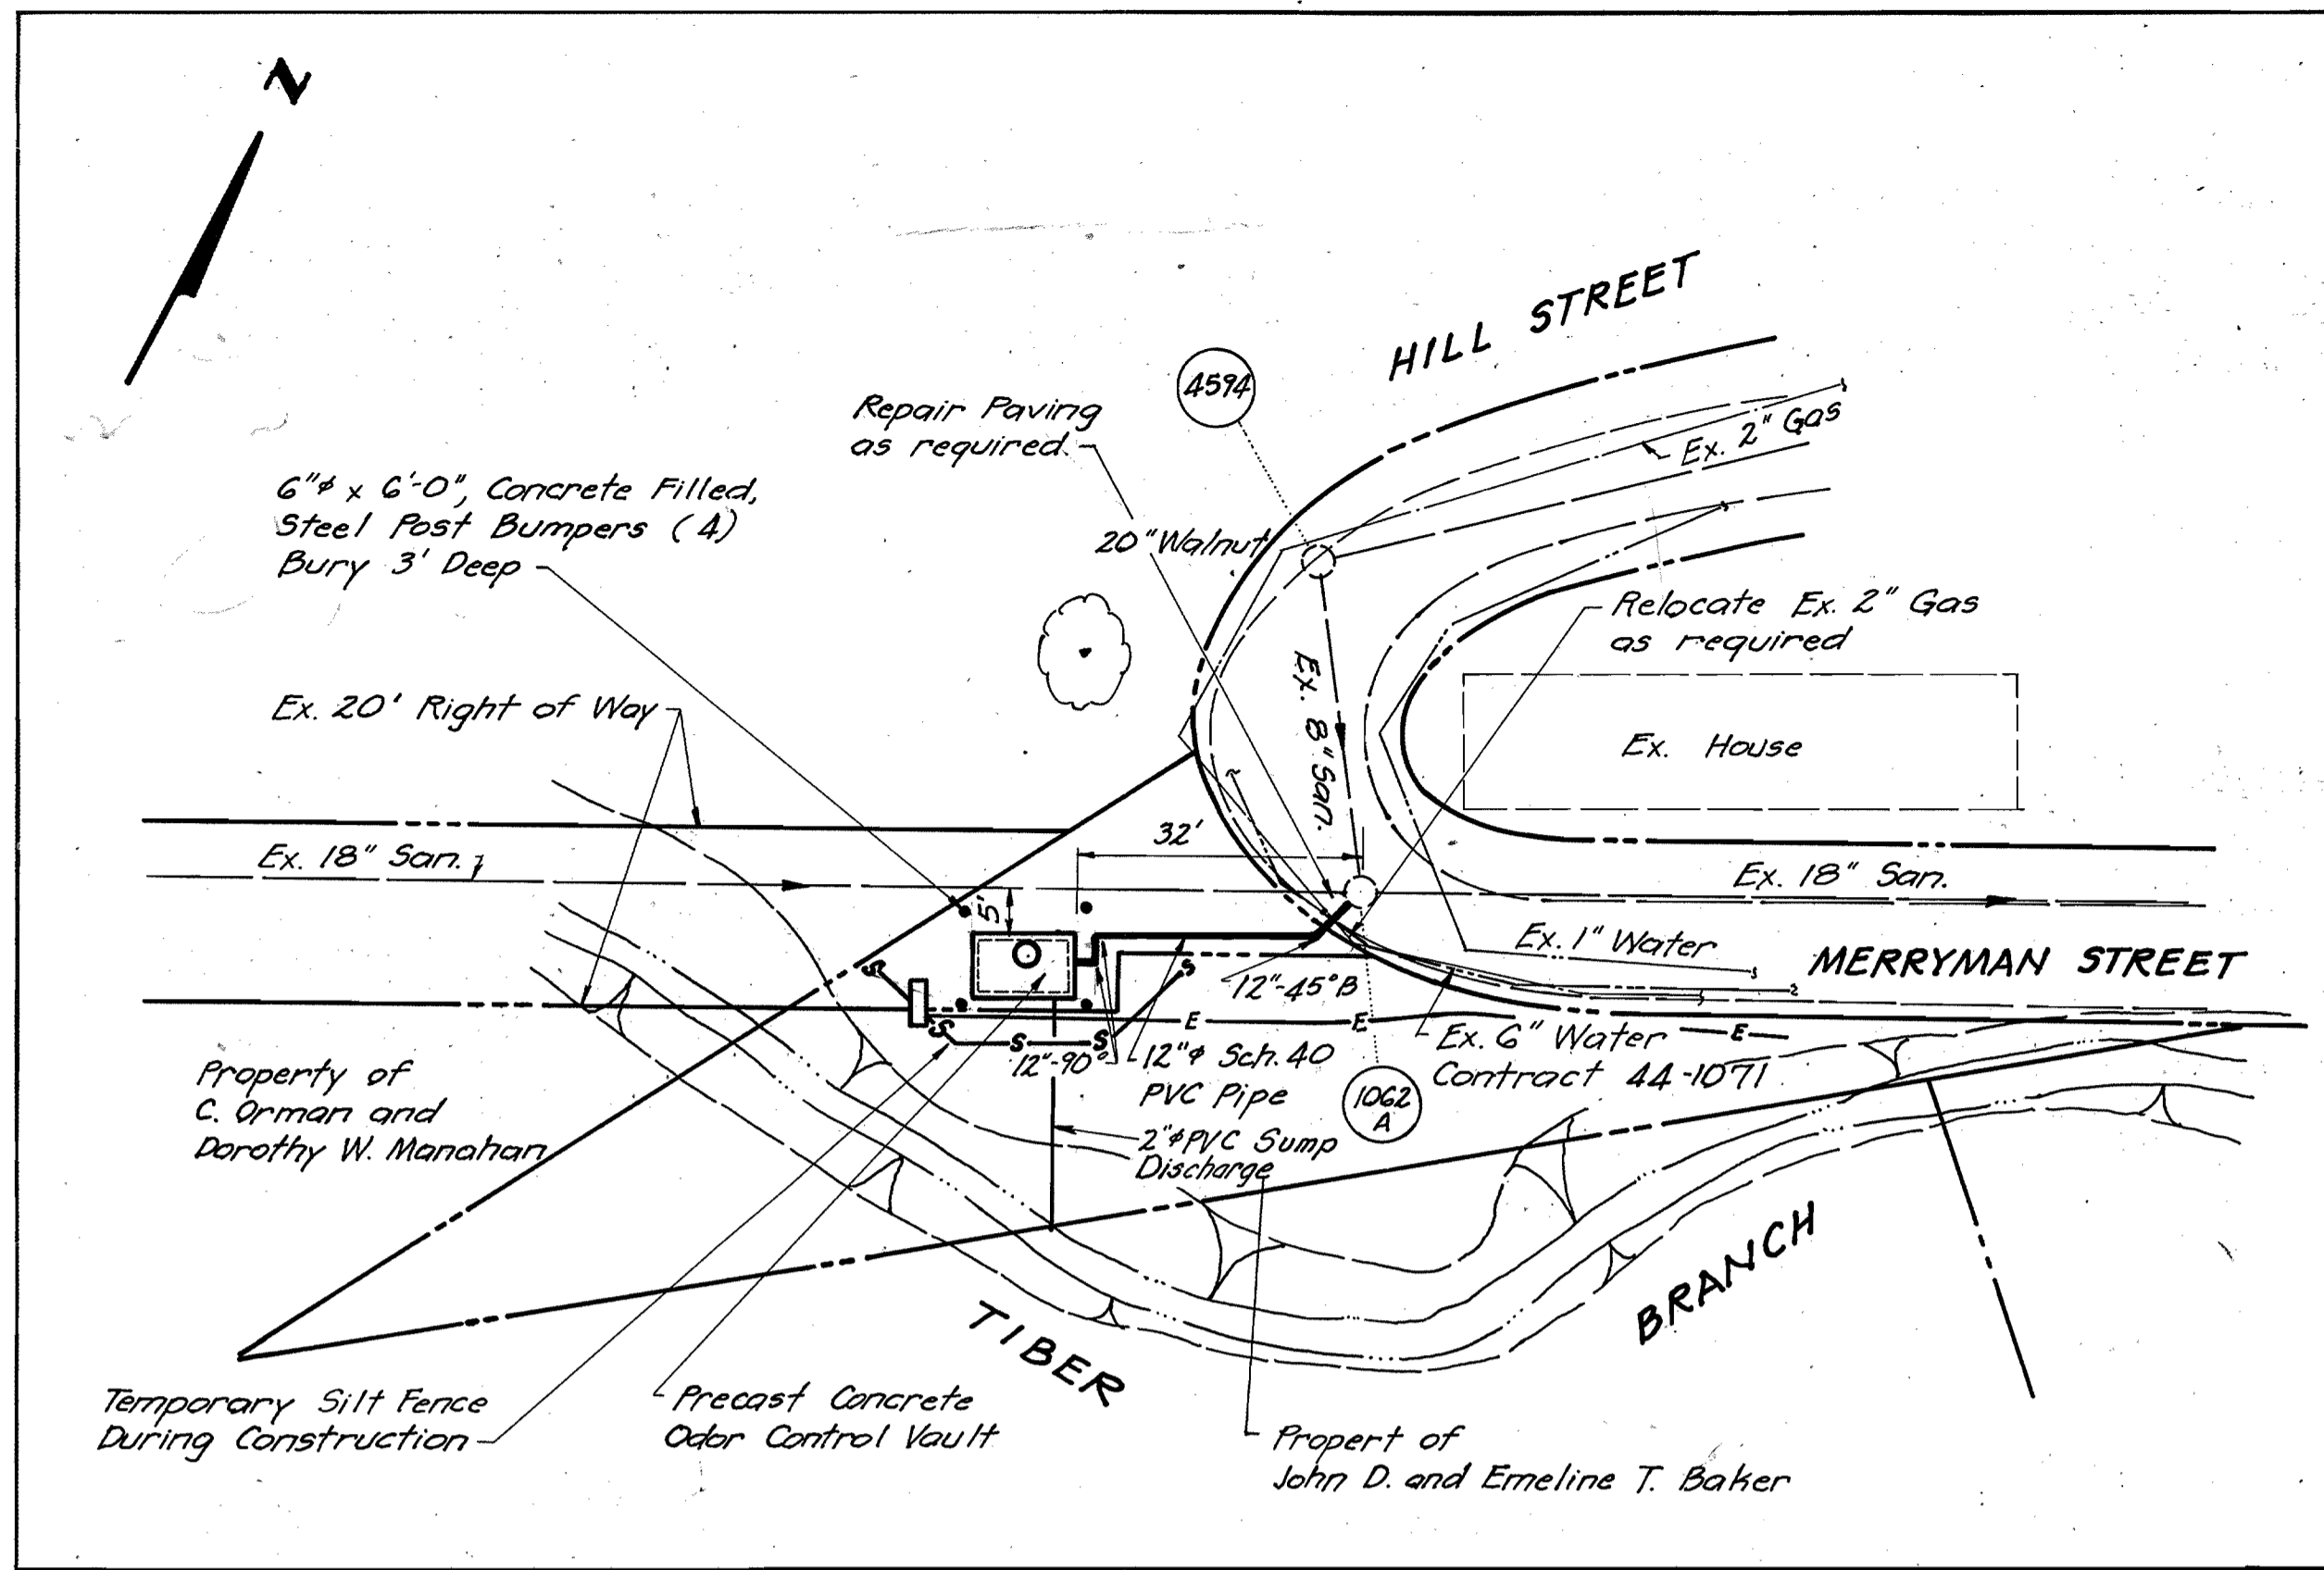 N
HILL STREET
4594
Repair Paving
as required.
Ex. 2" Gas
6"ϕ x 6'-0", Concrete Filled,
Steel Post Bumpers (4)
Bury 3' Deep
20" Walnut
Relocate Ex. 2" Gas
as required
Ex. 8" San.
Ex. 20' Right of Way
Ex. House
32'
Ex. 18" San.
Ex. 18" San.
5'
Ex. 1" Water
MERRYMAN STREET
12"-45°B
S
S
S
S
S
E
E
E
12"-90°
12"ϕ Sch. 40
PVC Pipe
Ex. 6" Water
Contract 44-1071
1062
A
Property of
C. Orman and
Dorothy W. Manahan
2"ϕ PVC Sump
Discharge
TIBER
BRANCH
Temporary Silt Fence
During Construction
Precast Concrete
Odor Control Vault
Propert of
John D. and Emeline T. Baker